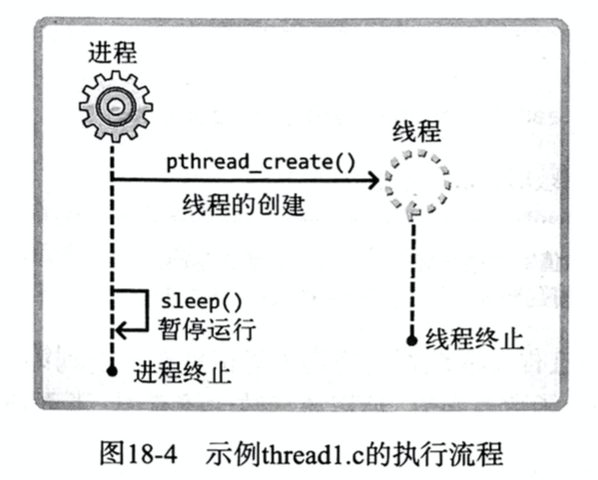 进程
线程
pthread_create()
线程的创建
sleep()
暂停运行
线程终止
进程终止
图18-4 示例thread1.c的执行流程